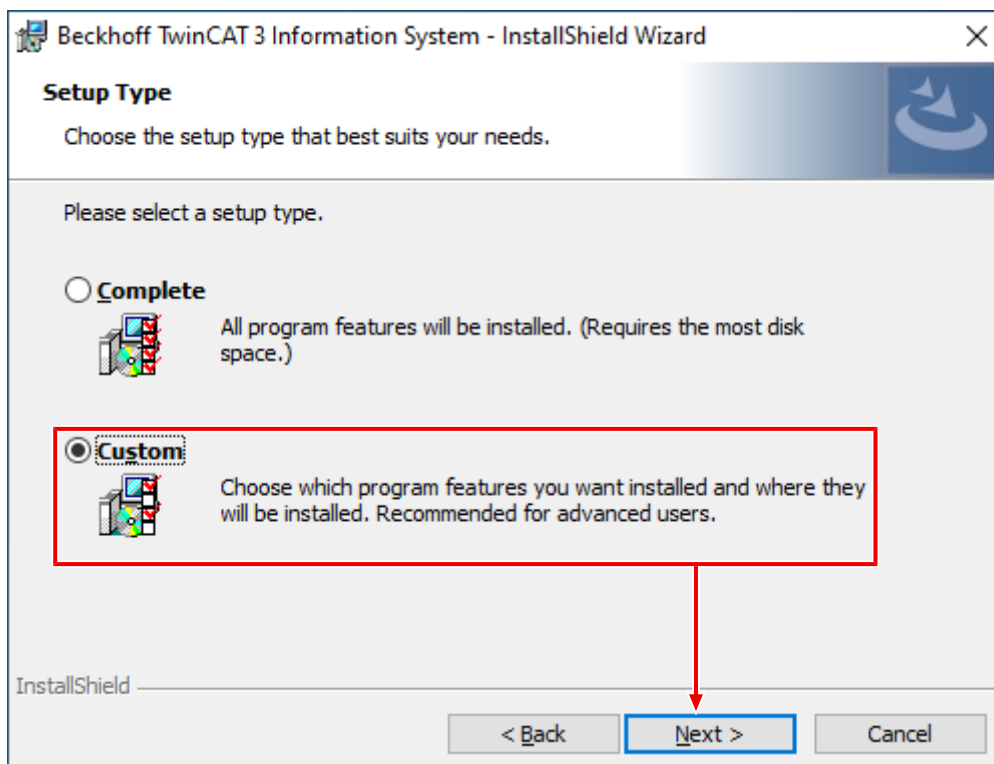 Beckhoff TwinCAT 3 Information System - InstallShield Wizard
Setup Type
Choose the setup type that best suits your needs.
Please select a setup type.
Complete
All program features will be installed. (Requires the most disk
space.)
Custom
Choose which program features you want installed and where they
will be installed. Recommended for advanced users.
InstallShield
< Back
Next >
Cancel